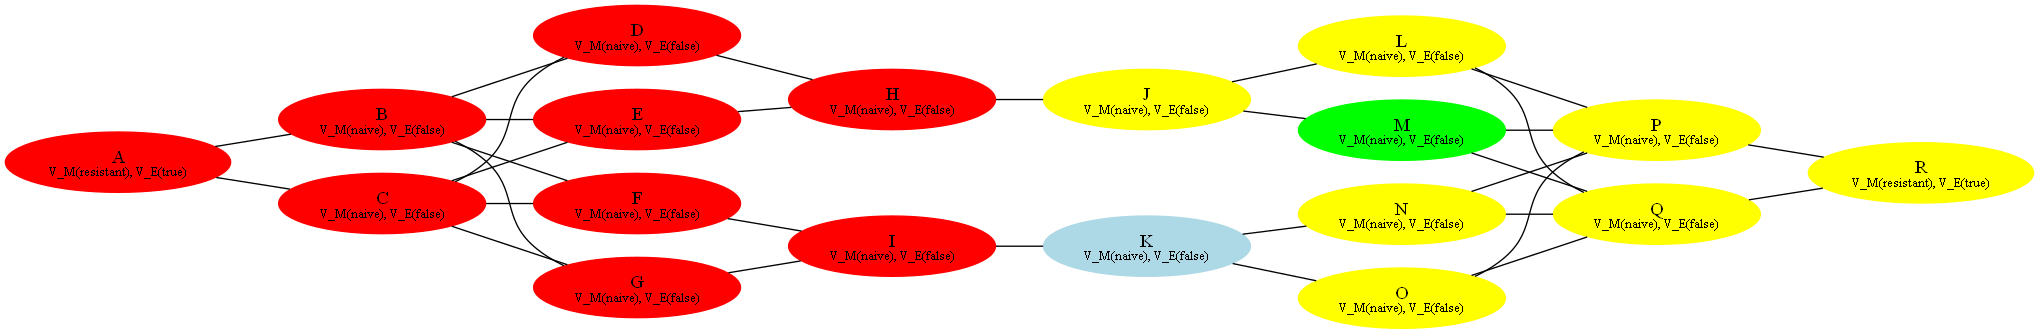 A
V_M(resistant), V_E(true)
B
V_M(naive), V_E(false)
C
V_M(naive), V_E(false)
D
V_M(naive), V_E(false)
E
V_M(naive), V_E(false)
F
V_M(naive), V_E(false)
G
V_M(naive), V_E(false)
H
V_M(naive), V_E(false)
I
V_M(naive), V_E(false)
J
V_M(naive), V_E(false)
K
V_M(naive), V_E(false)
L
V_M(naive), V_E(false)
M
V_M(naive), V_E(false)
N
V_M(naive), V_E(false)
O
V_M(naive), V_E(false)
P
V_M(naive), V_E(false)
Q
V_M(naive), V_E(false)
R
V_M(resistant), V_E(true)